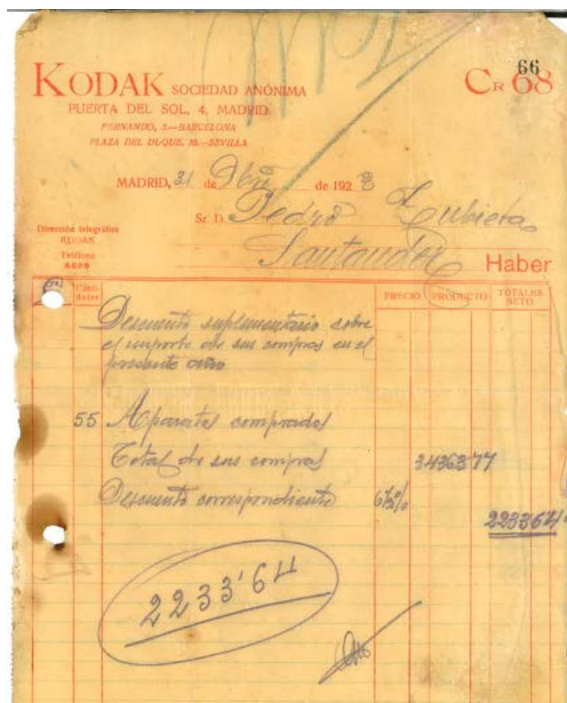 66
KODAK SOCIEDAD ANÓNIMA
CR 68
PUERTA DEL SOL, 4, MADRID
FERNANDO, 3.—BARCELONA
PLAZA DEL DUQUE, 18.—SEVILLA
MADRID, 31 de Dbre de 1928
Sr. D. Pedro Zubieta
Santander
Dirección telegráfica
KODAK
Teléfono
Haber
PRECIO PRODUCTO TOTALES NETO
Descuento suplementario sobre
el importe de sus compras en el
presente año
55 Aparatos comprados
Total de sus compras 34363 77
Descuento correspondiente 6½%
2233 64
2233'64